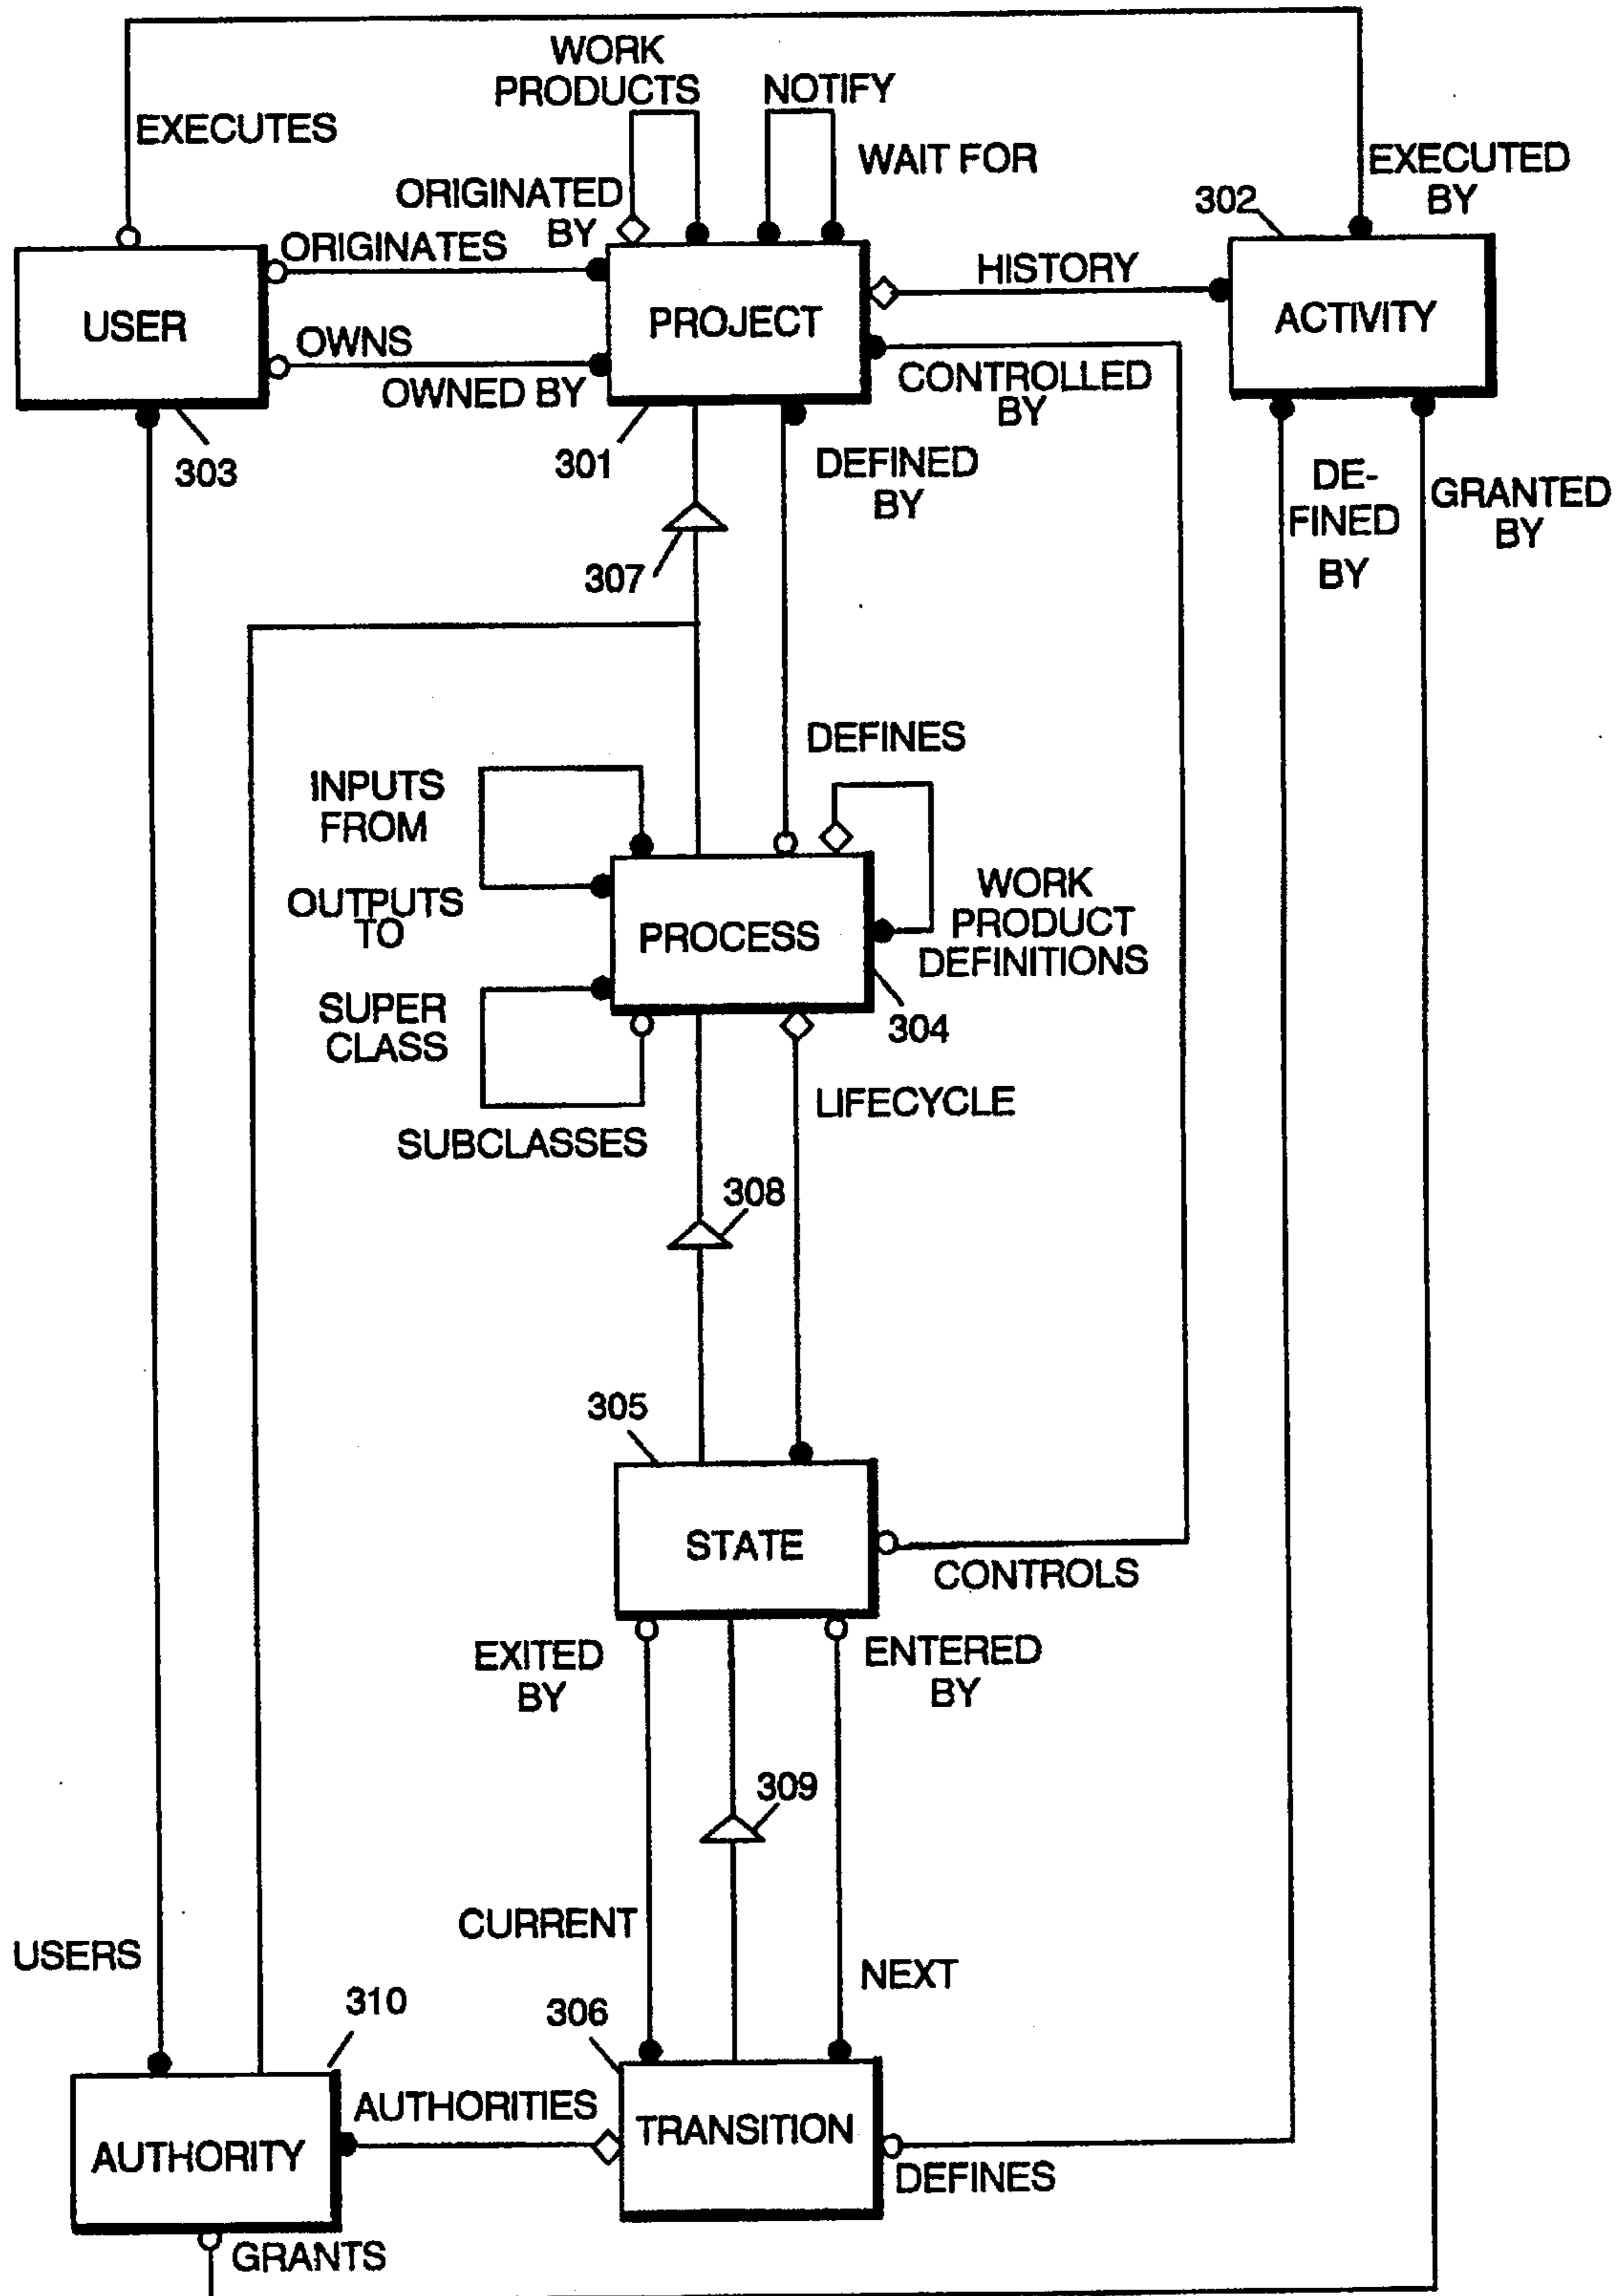 WORK
PRODUCTS
NOTIFY
EXECUTES
WAIT FOR
EXECUTED
BY
ORIGINATED
BY
302
ORIGINATES
HISTORY
USER
PROJECT
ACTIVITY
OWNS
OWNED BY
CONTROLLED
BY
303
301
DEFINED
BY
DE-
FINED
BY
GRANTED
BY
307
DEFINES
INPUTS
FROM
OUTPUTS
TO
PROCESS
WORK
PRODUCT
DEFINITIONS
SUPER
CLASS
304
LIFECYCLE
SUBCLASSES
308
305
STATE
CONTROLS
EXITED
BY
ENTERED
BY
309
CURRENT
USERS
NEXT
310
306
AUTHORITIES
TRANSITION
AUTHORITY
DEFINES
GRANTS